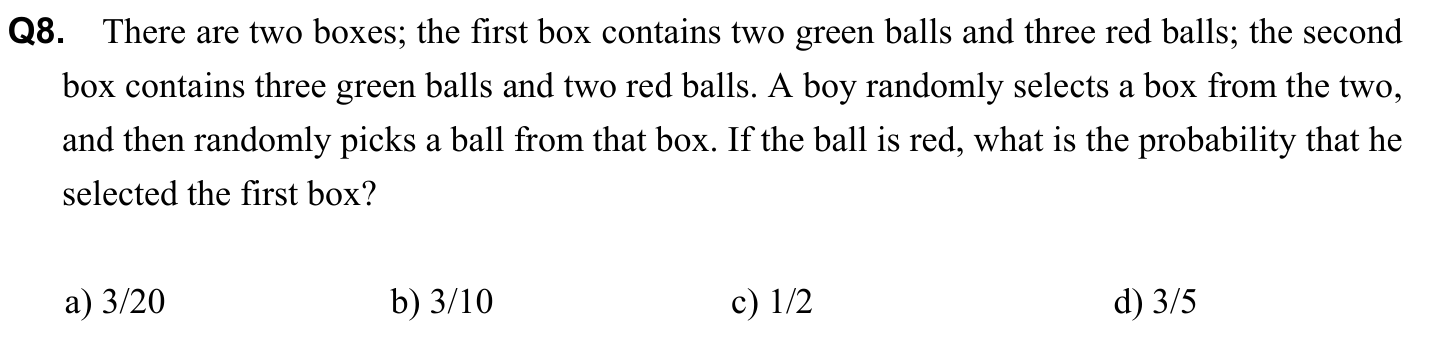 Q8. There are two boxes; the first box contains two green balls and three red balls; the second
box contains three green balls and two red balls. A boy randomly selects a box from the two,
and then randomly picks a ball from that box. If the ball is red, what is the probability that he
selected the first box?
a) 3/20 b) 3/10 c) 1/2 d) 3/5